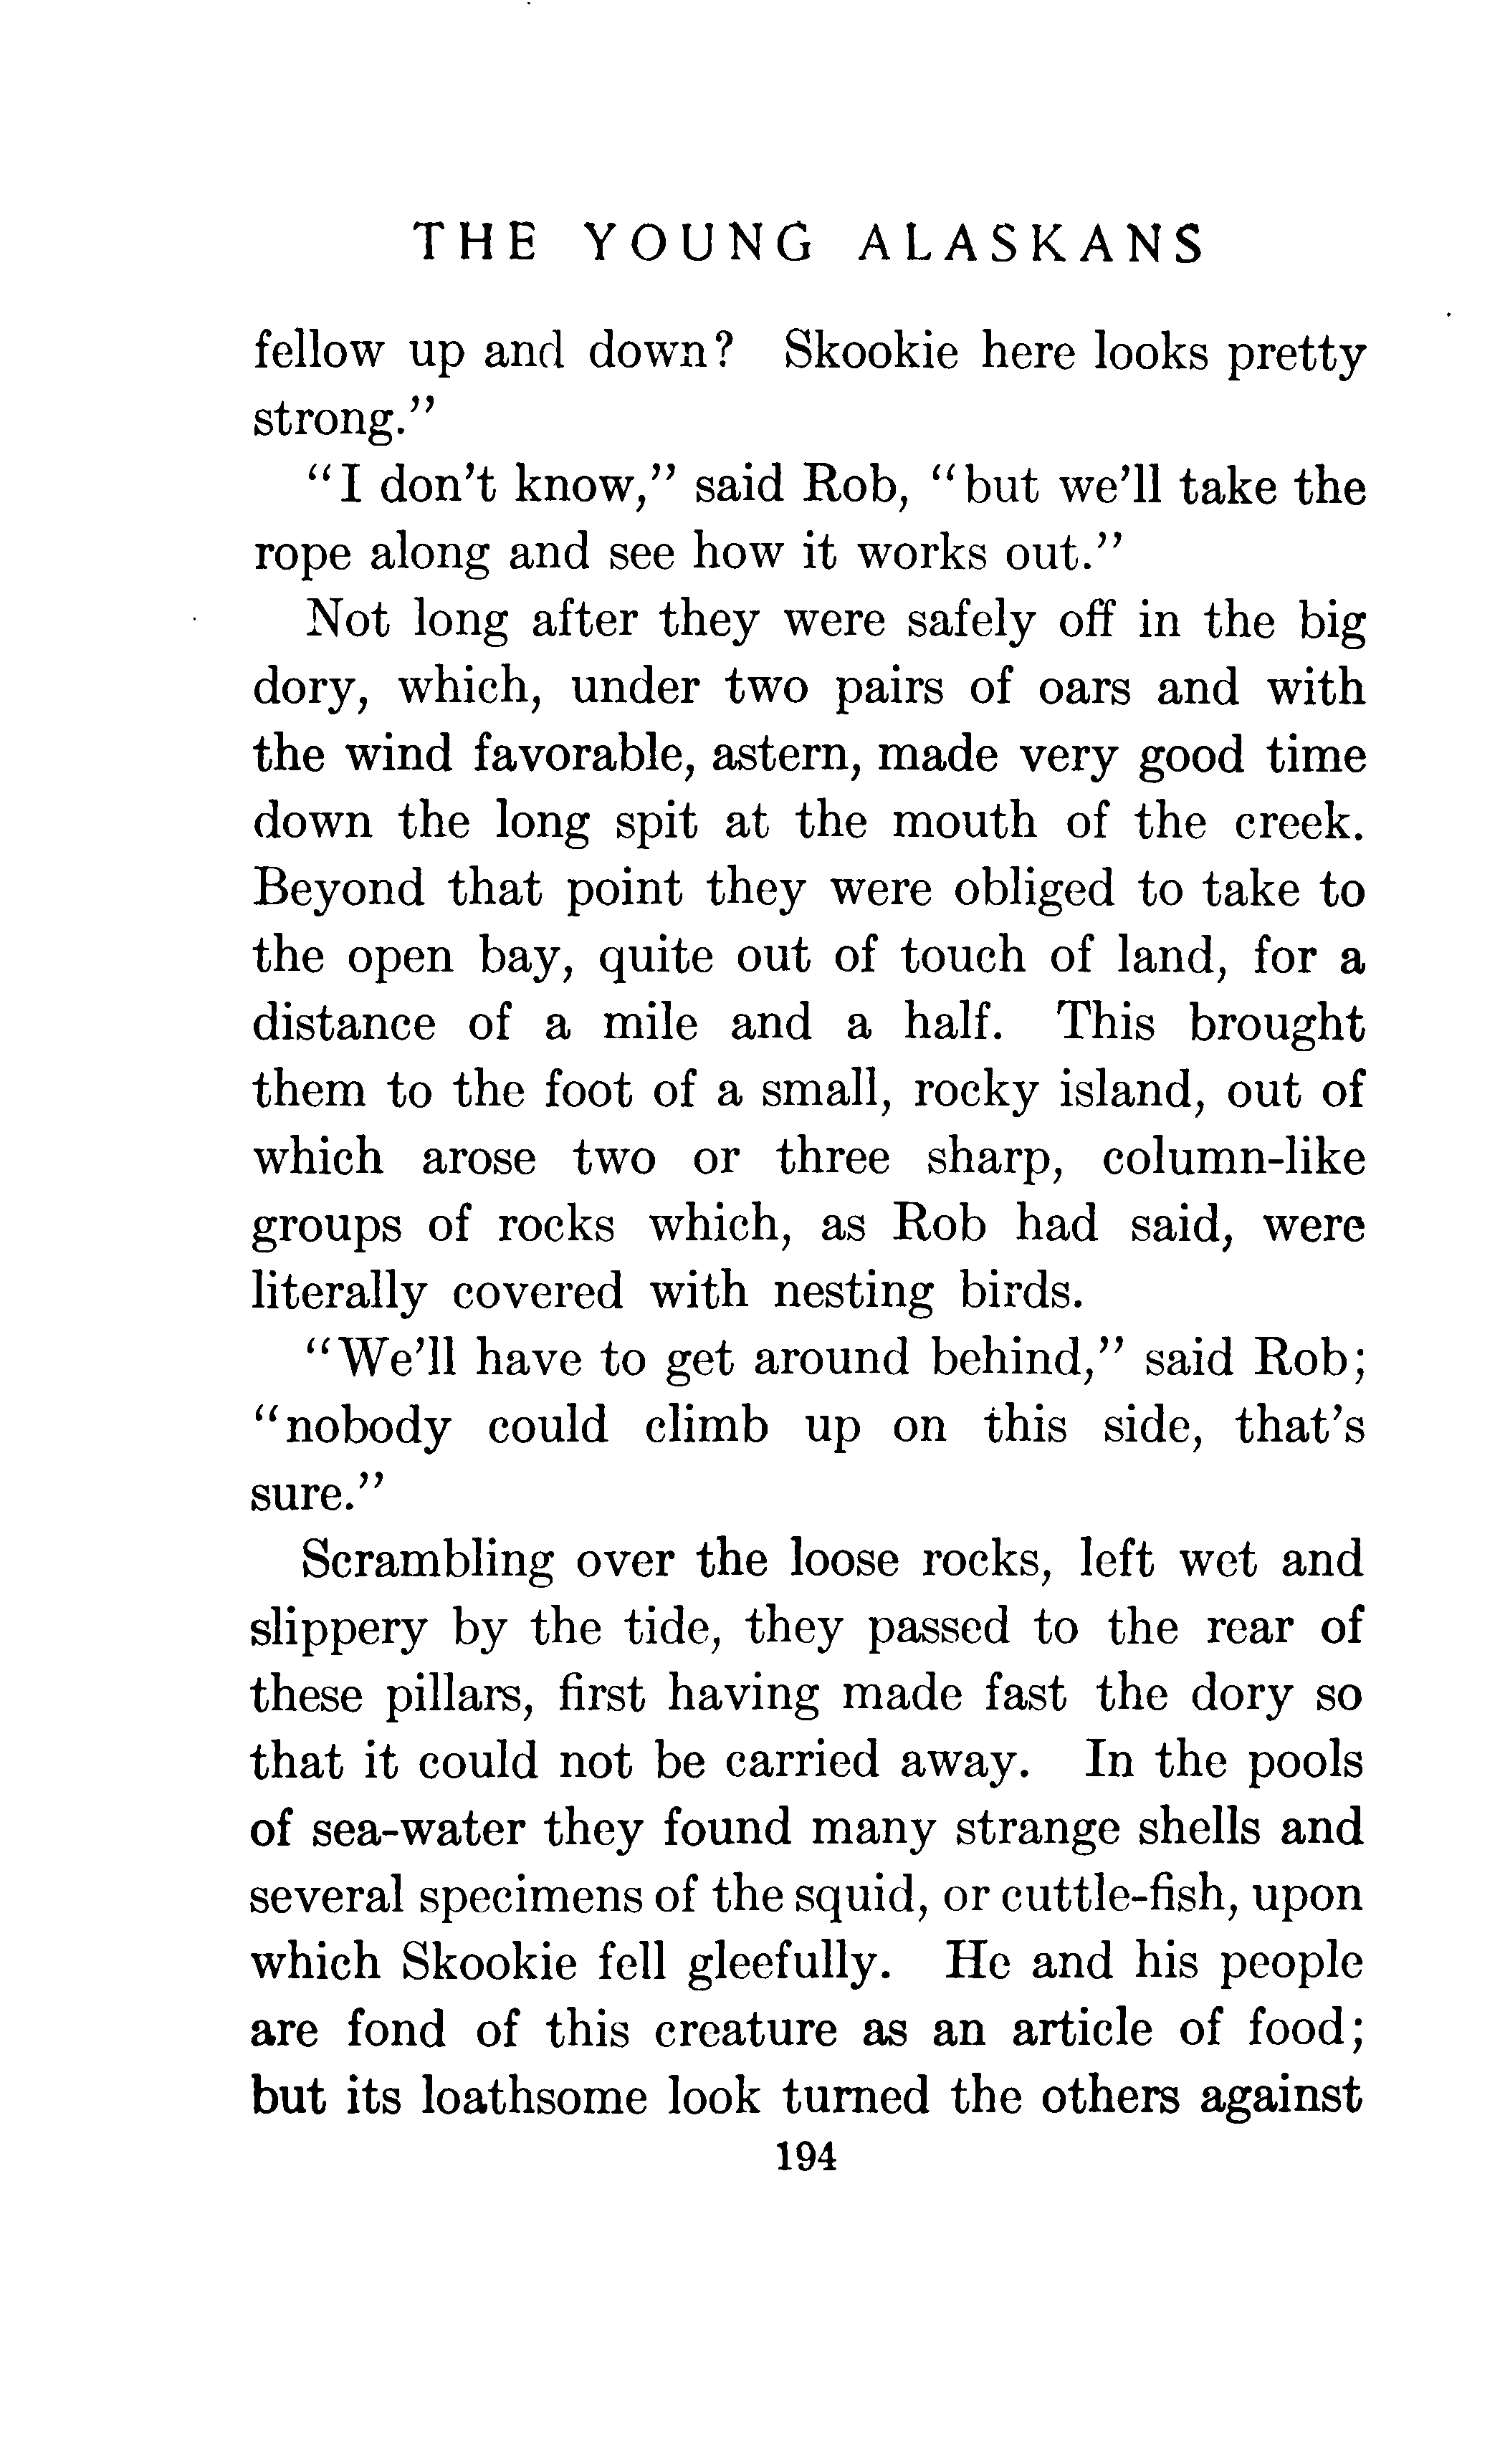 THE YOUNG ALASKANS
fellow up and down? Skookie here looks pretty
strong."
"I don't know," said Rob, "but we'll take the
rope along and see how it works out."
Not long after they were safely off in the big
dory, which, under two pairs of oars and with
the wind favorable, astern, made very good time
down the long spit at the mouth of the creek.
Beyond that point they were obliged to take to
the open bay, quite out of touch of land, for a
distance of a mile and a half. This brought
them to the foot of a small, rocky island, out of
which arose two or three sharp, column-like
groups of rocks which, as Rob had said, were
literally covered with nesting birds.
"We'll have to get around behind," said Rob;
"nobody could climb up on this side, that's
sure."
Scrambling over the loose rocks, left wet and
slippery by the tide, they passed to the rear of
these pillars, first having made fast the dory so
that it could not be carried away. In the pools
of sea-water they found many strange shells and
several specimens of the squid, or cuttle-fish, upon
which Skookie fell gleefully. He and his people
are fond of this creature as an article of food;
but its loathsome look turned the others against
194